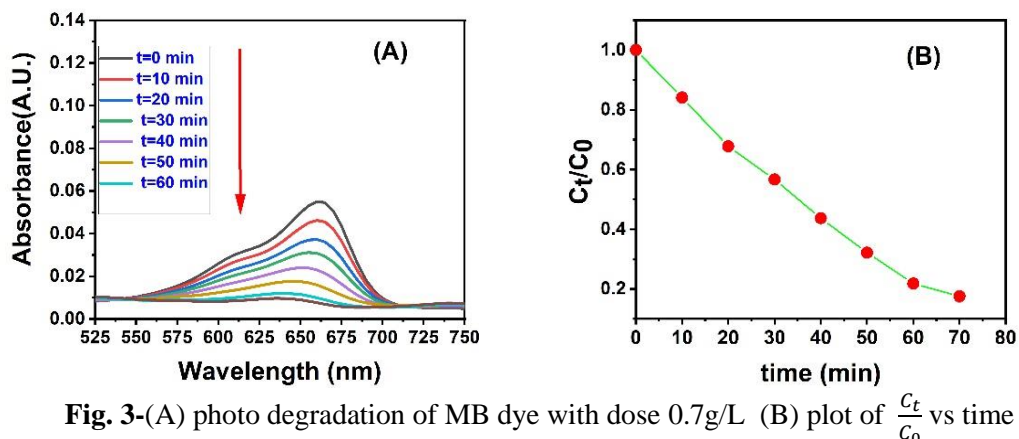 0.14
0.12
0.10
0.08
0.06
0.04
0.02
0.00
Absorbance(A.U.)
t=0 min
t=10 min
t=20 min
t=30 min
t=40 min
t=50 min
t=60 min
(A)
525 550 575 600 625 650 675 700 725 750
Wavelength (nm)
1.0
0.8
0.6
0.4
0.2
Ct/C0
(B)
0 10 20 30 40 50 60 70 80
time (min)
Fig. 3-(A) photo degradation of MB dye with dose 0.7g/L (B) plot of C_t/C_o vs time